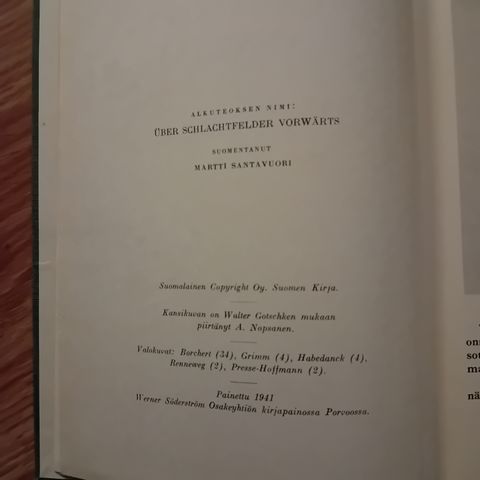 ALKUTEOKSEN NIMI:
ÜBER SCHLACHTFELDER VORWÄRTS
SUOMENTANUT
MARTTI SANTAVUORI
Suomalainen Copyright Oy. Suomen Kirja.
Kansikuvan on Walter Gotschken mukaan
piirtänyt A. Nopsanen.
Valokuvat: Borchert (34), Grimm (4), Habedanck (4),
Renneweg (2), Presse-Hoffmann (2).
Painettu 1941
Werner Söderström Osakeyhtiön kirjapainossa Porvoossa.